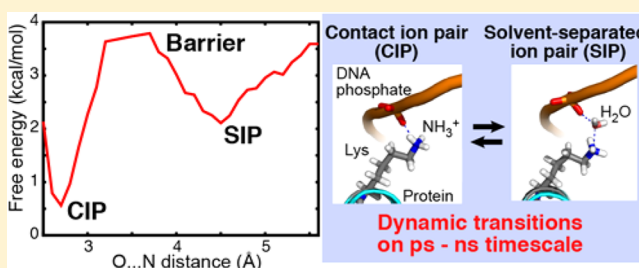 Free energy (kcal/mol)
4
3
2
1
0
Barrier
SIP
CIP
3
4
5
O...N distance (Å)
Contact ion pair
(CIP)
DNA
phosphate
NH₃⁺
Lys
Protein
Solvent-separated
ion pair (SIP)
H₂O
Dynamic transitions
on ps - ns timescale